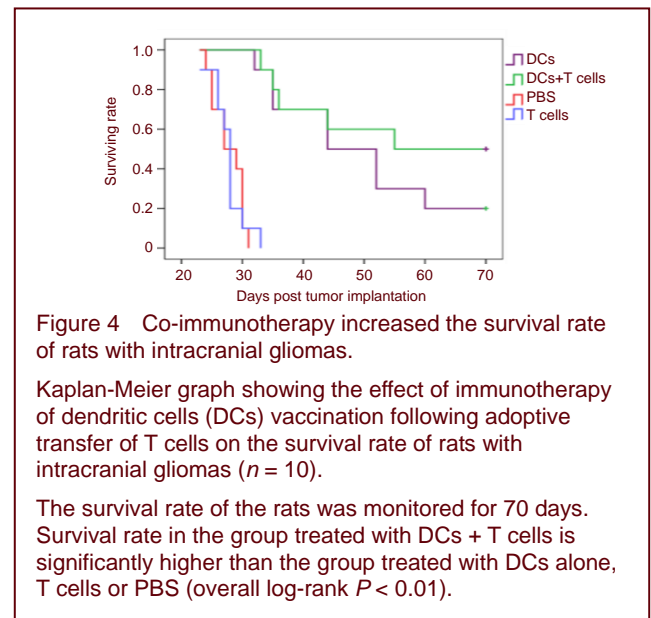 1.0
0.8
0.6
0.4
0.2
0
Surviving rate
20 30 40 50 60 70
Days post tumor implantation
DCs
DCs+T cells
PBS
T cells
Figure 4 Co-immunotherapy increased the survival rate
of rats with intracranial gliomas.
Kaplan-Meier graph showing the effect of immunotherapy
of dendritic cells (DCs) vaccination following adoptive
transfer of T cells on the survival rate of rats with
intracranial gliomas (n = 10).
The survival rate of the rats was monitored for 70 days.
Survival rate in the group treated with DCs + T cells is
significantly higher than the group treated with DCs alone,
T cells or PBS (overall log-rank P < 0.01).